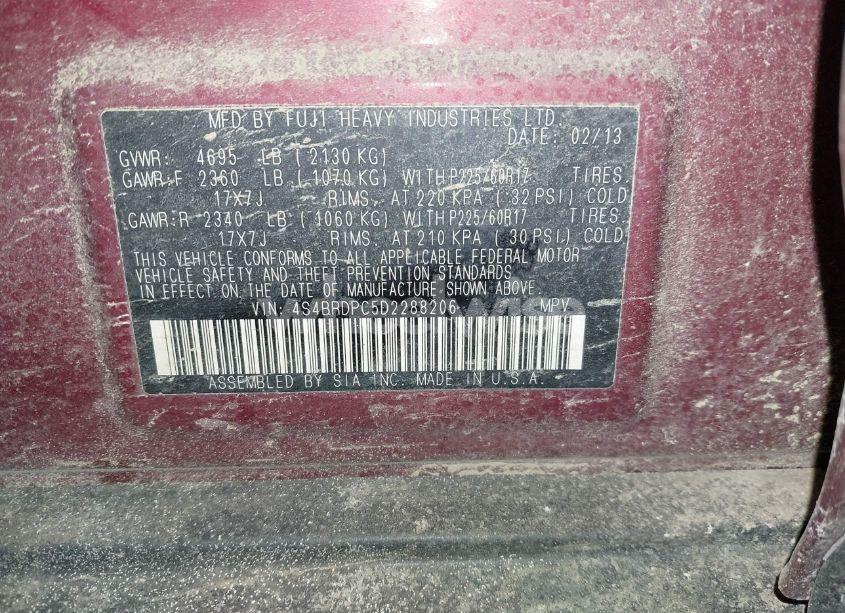 MFD BY FUJI HEAVY INDUSTRIES LTD.
DATE: 02/13
GVWR: 4695 LB (2130 KG)
GAWR:F 2360 LB (1070 KG) WITH P225/60R17 TIRES,
17X7J RIMS, AT 220 KPA (32 PSI) COLD
GAWR:R 2340 LB (1060 KG) WITH P225/60R17 TIRES,
17X7J RIMS, AT 210 KPA (30 PSI) COLD
THIS VEHICLE CONFORMS TO ALL APPLICABLE FEDERAL MOTOR
VEHICLE SAFETY AND THEFT PREVENTION STANDARDS
IN EFFECT ON THE DATE OF MANUFACTURE SHOWN ABOVE.
VIN: 4S4BRDPC5D2288206 MPV
ASSEMBLED BY SIA INC. MADE IN U.S.A.